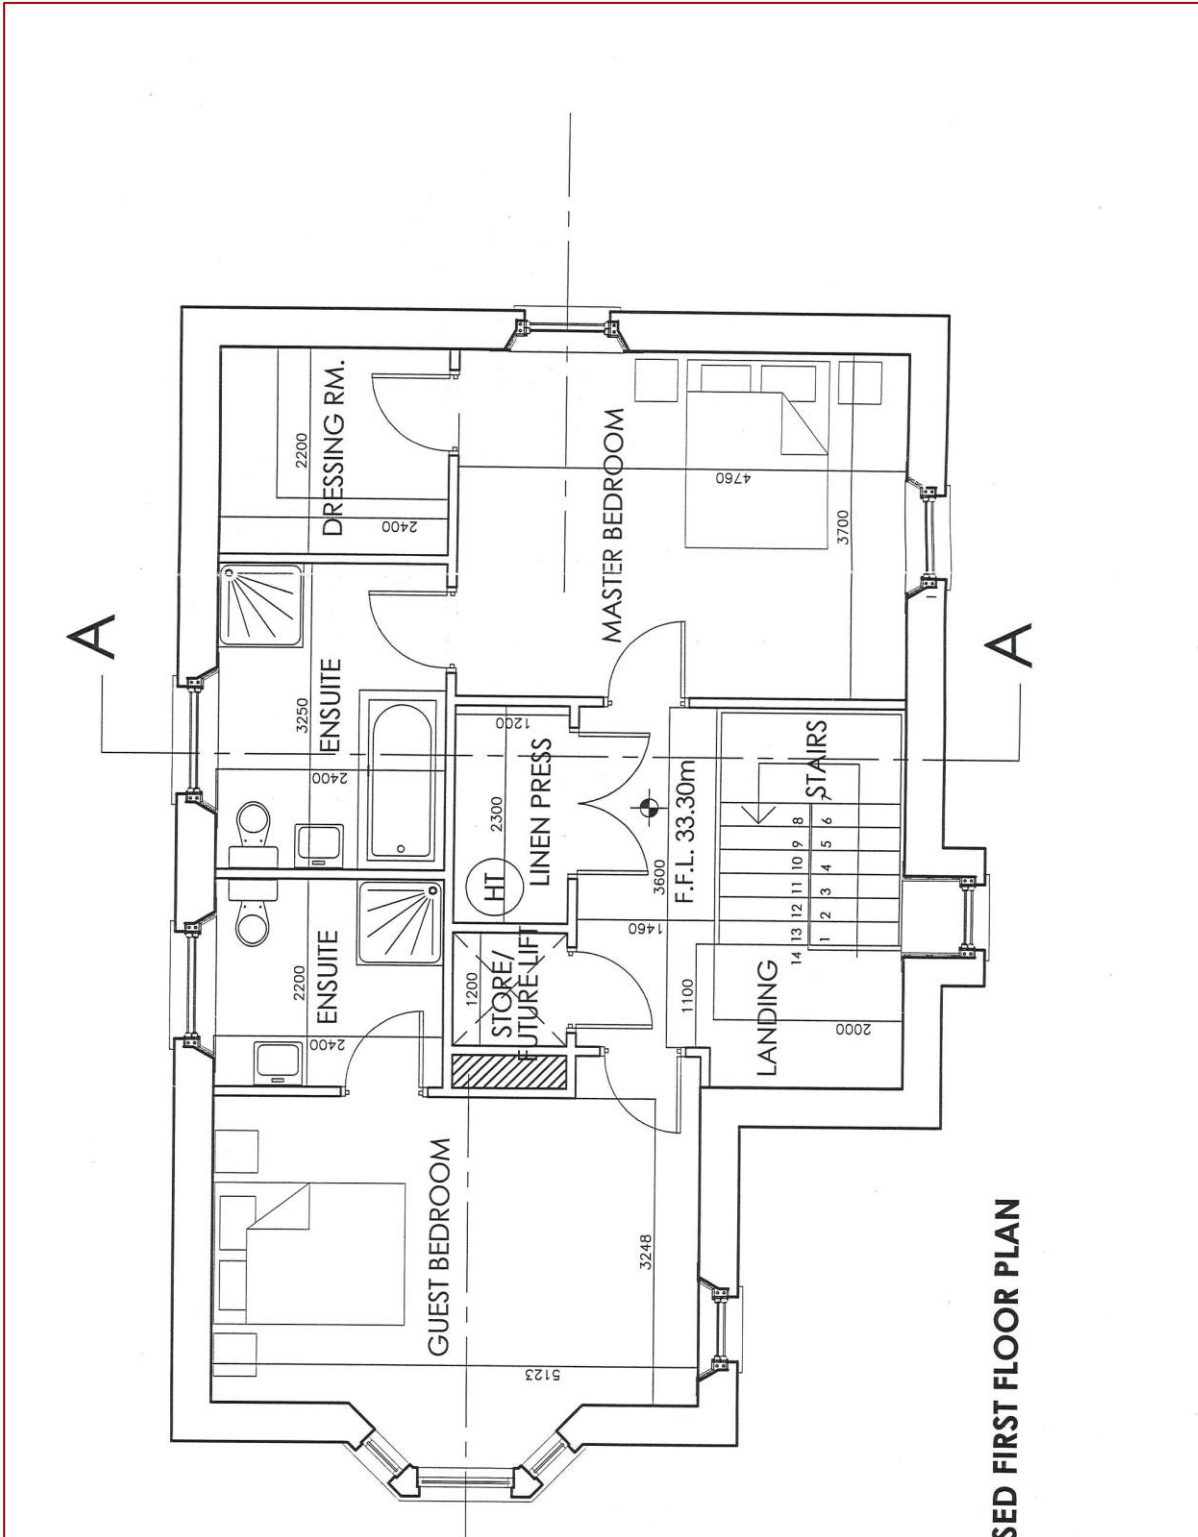 A
A
DRESSING RM.
2200
2400
MASTER BEDROOM
4760
3700
ENSUITE
3250
2400
LINEN PRESS
1200
2300
HT
F.F.L. 33.30m
3600
1460
STAIRS
1
2
3
4
5
6
7
8
9
10
11
12
13
14
STORE/
FUTURE LIFT
1200
ENSUITE
2200
2400
LANDING
1100
2000
GUEST BEDROOM
3248
5123
SED FIRST FLOOR PLAN